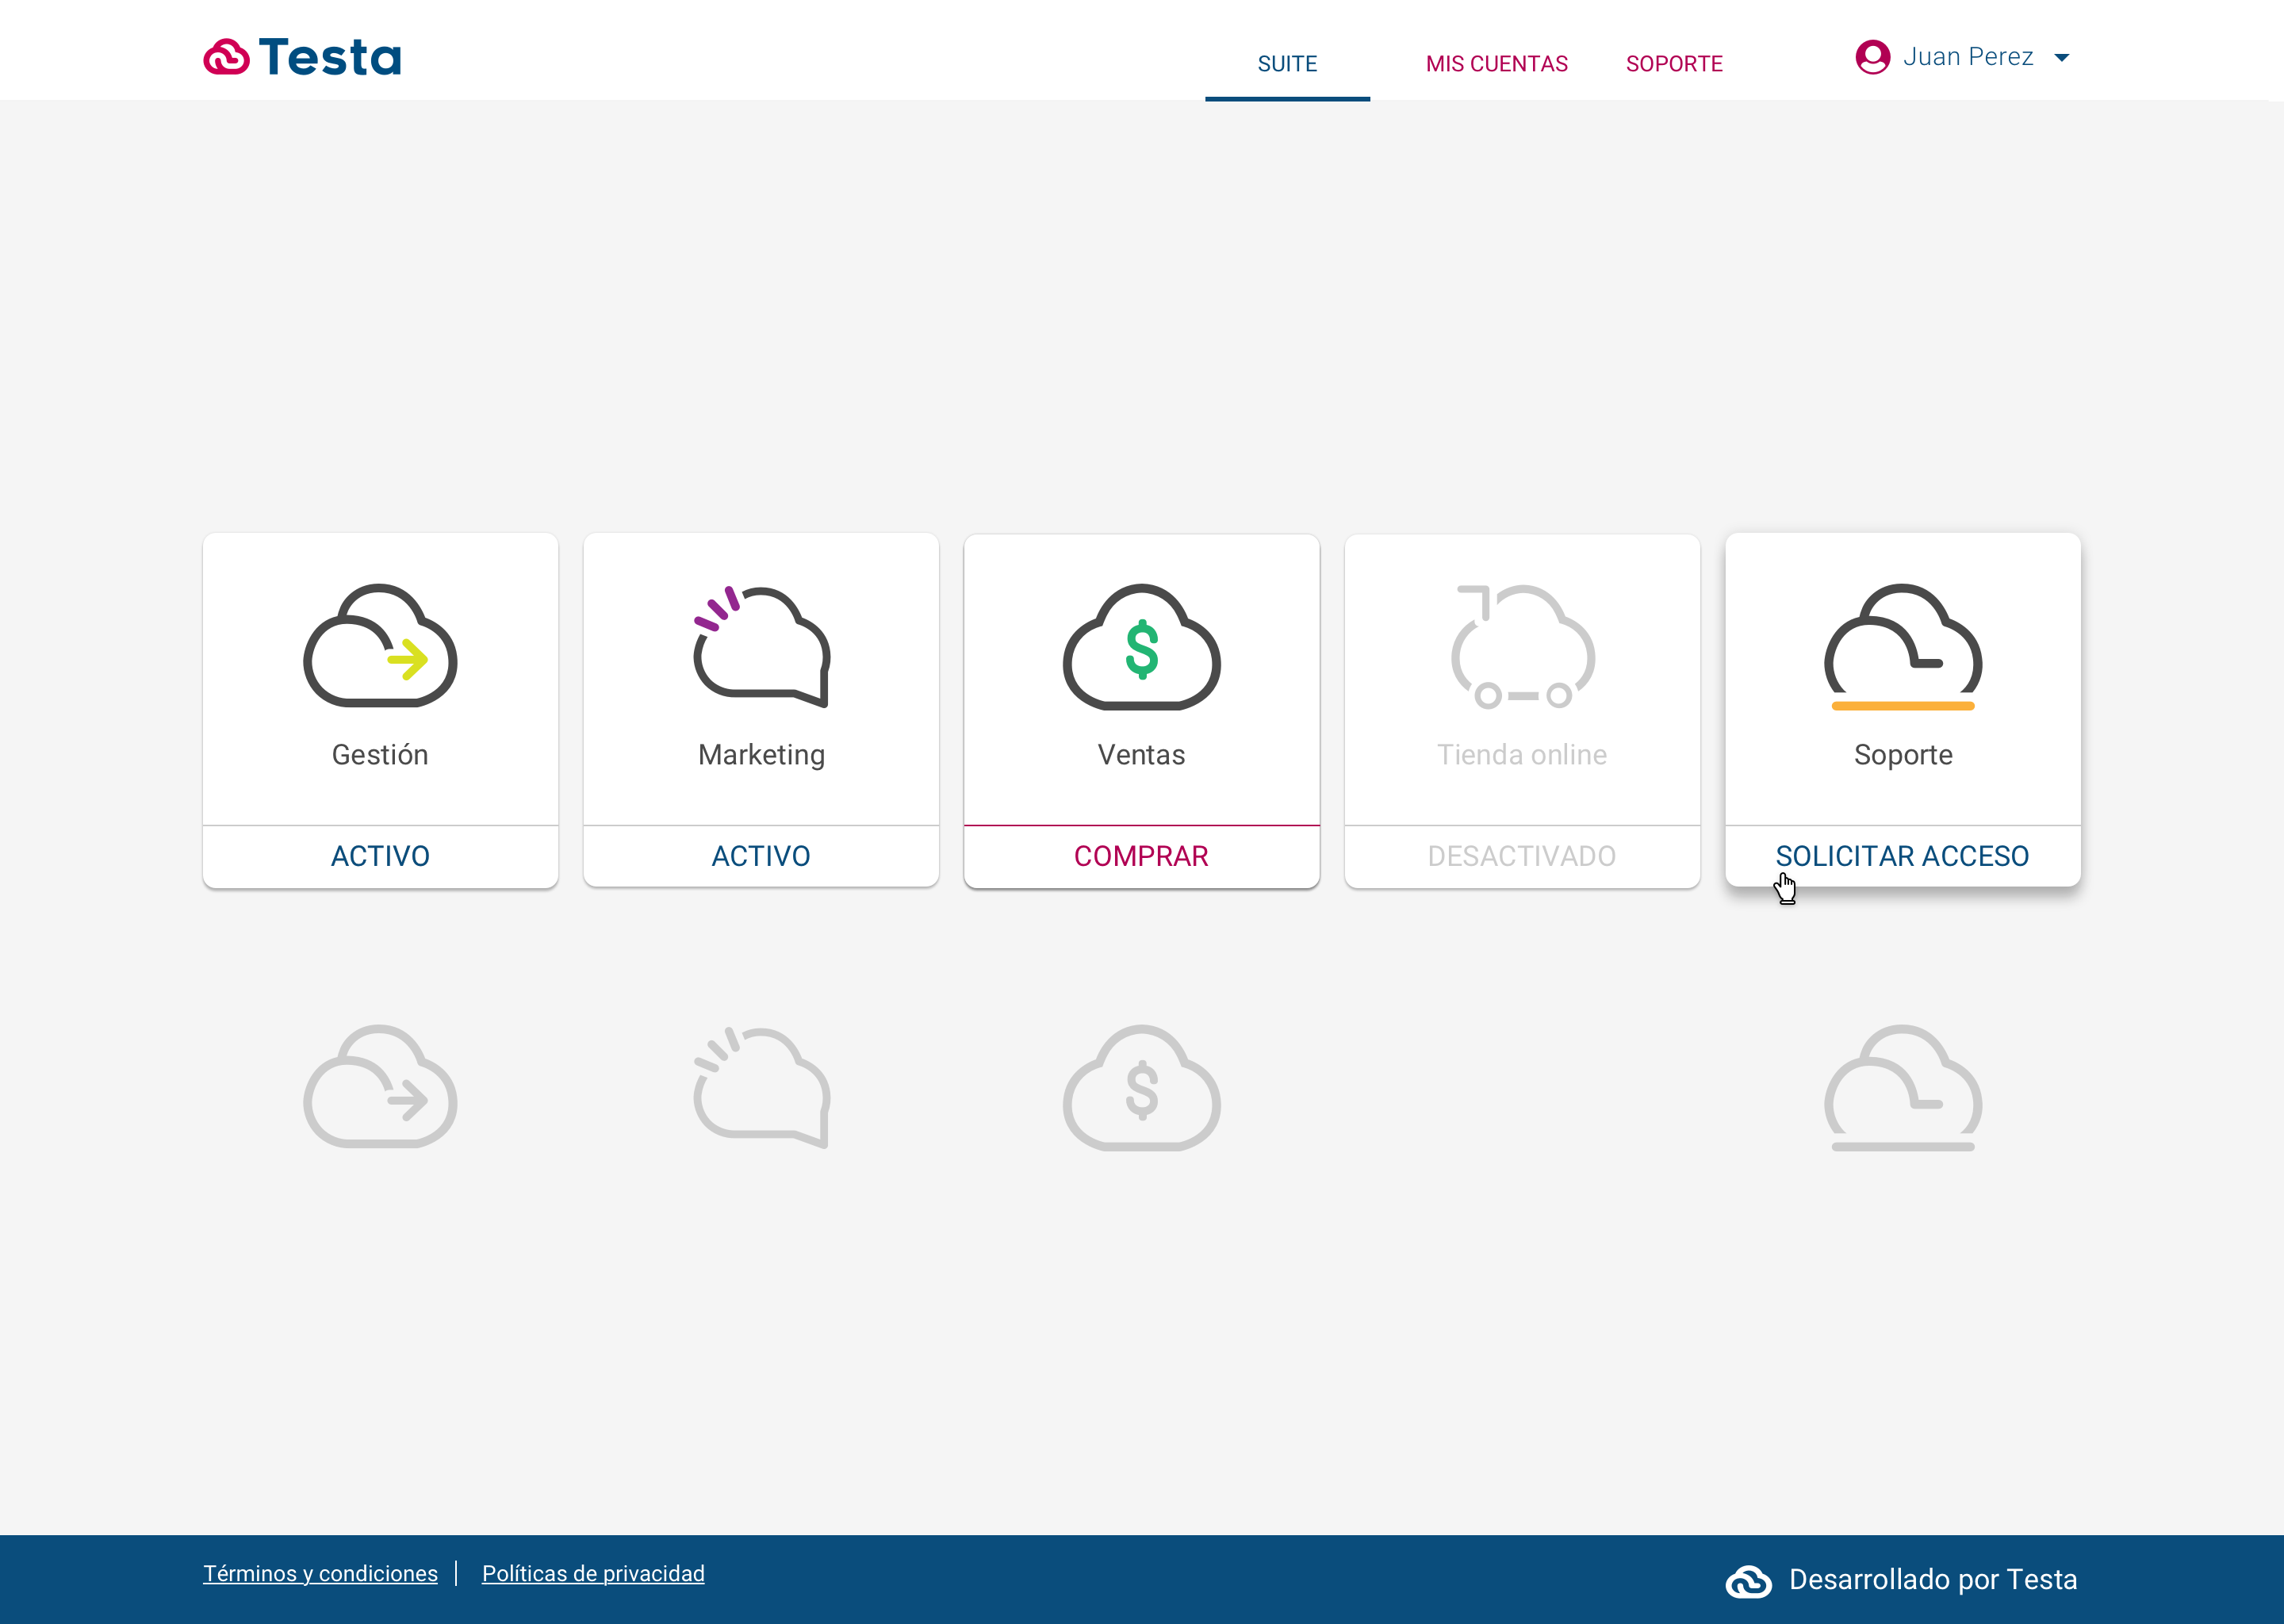 Testa
SUITE
MIS CUENTAS
SOPORTE
Juan Perez
Gestión
ACTIVO
Marketing
ACTIVO
$
Ventas
COMPRAR
Tienda online
DESACTIVADO
Soporte
SOLICITAR ACCESO
$
Términos y condiciones
Políticas de privacidad
Desarrollado por Testa